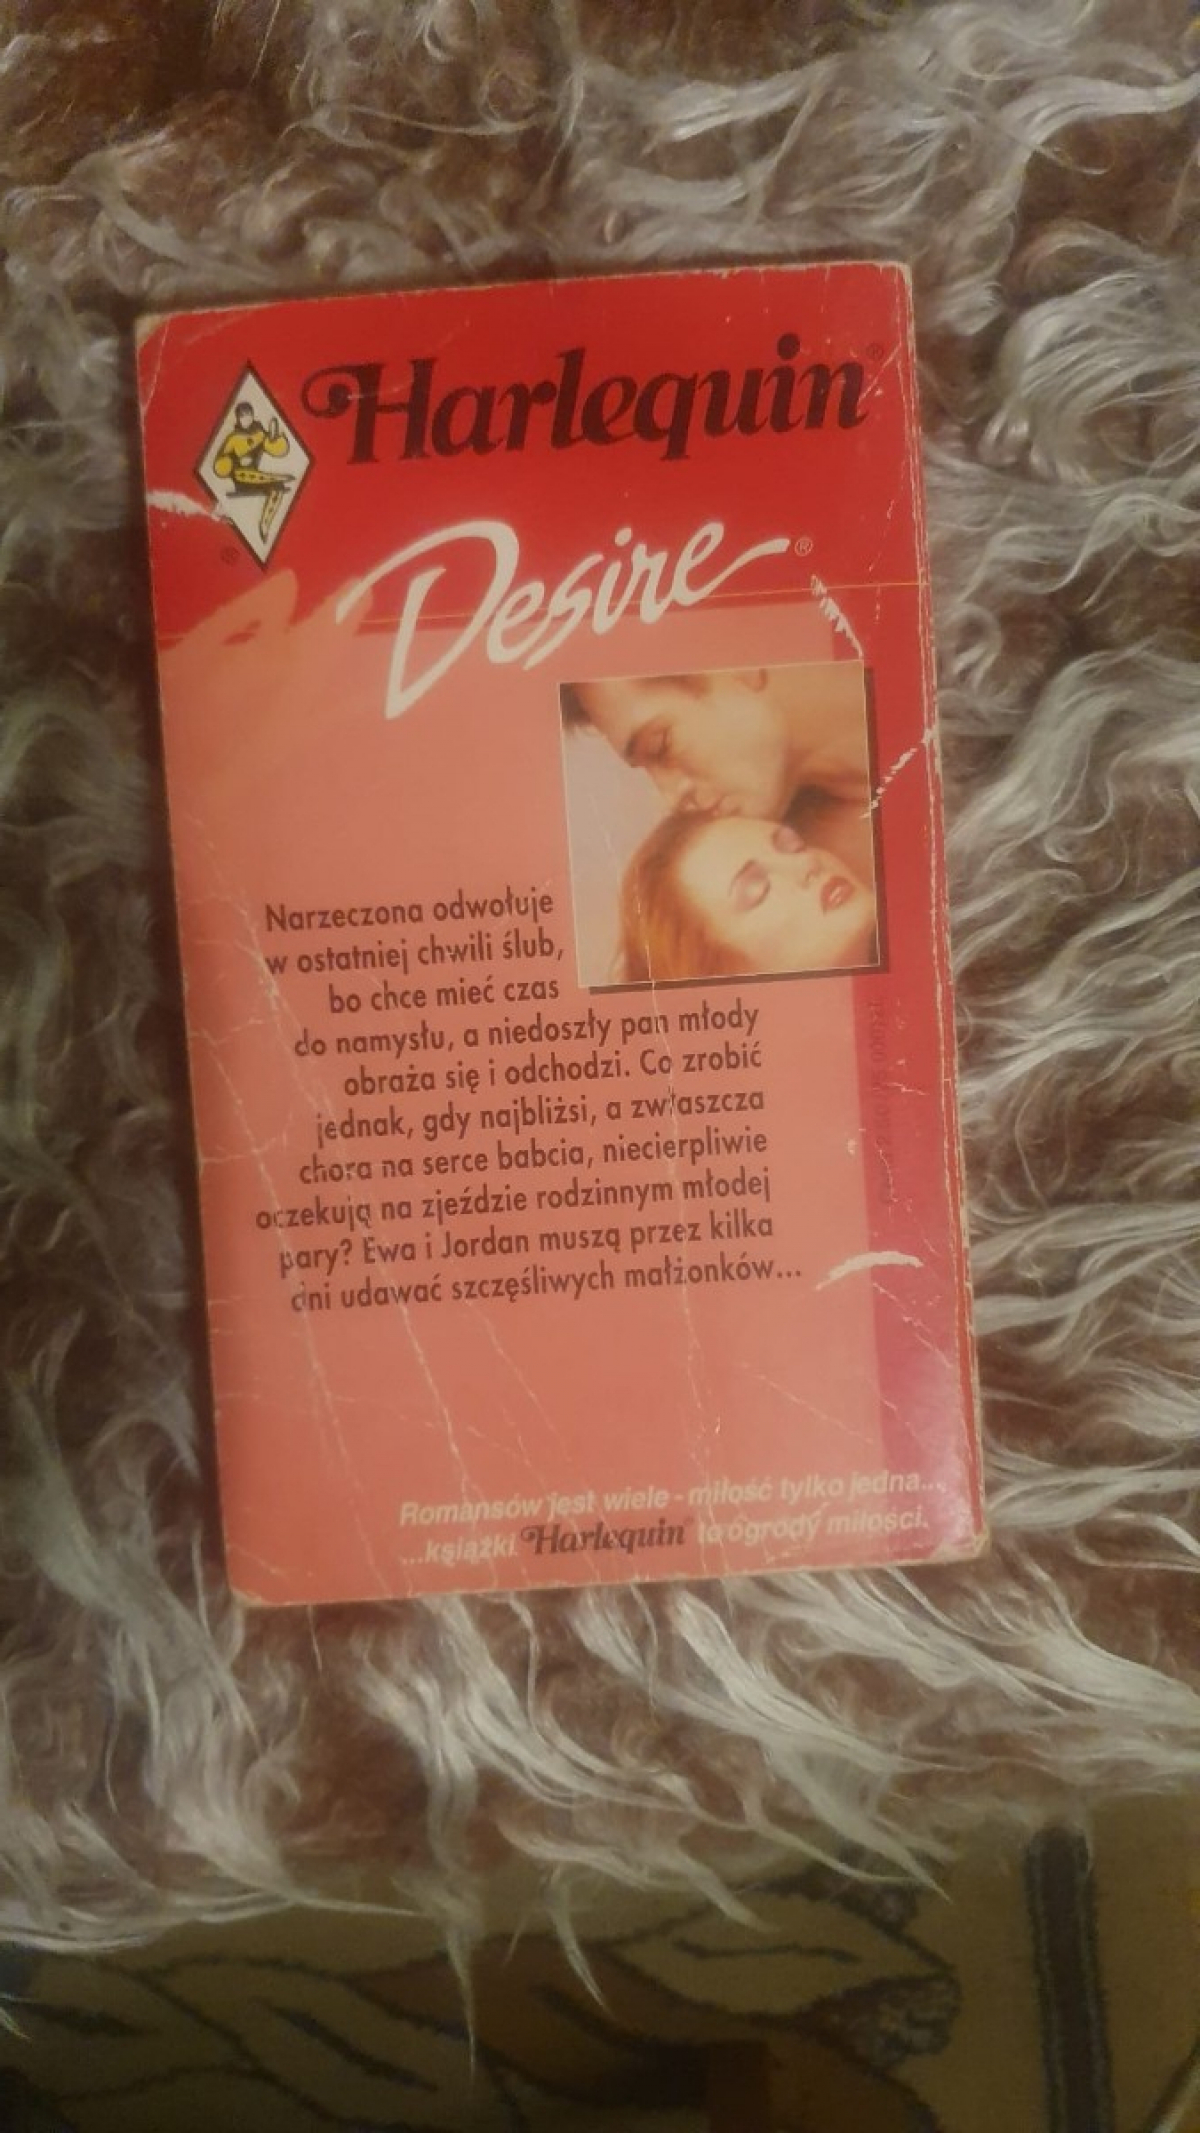 Harlequin®
Desire®
Narzeczona odwołuje
w ostatniej chwili ślub,
bo chce mieć czas
do namysłu, a niedoszły pan młody
obraża się i odchodzi. Co zrobić
jednak, gdy najbliżsi, a zwłaszcza
chora na serce babcia, niecierpliwie
oczekują na zjeździe rodzinnym młodej
pary? Ewa i Jordan muszą przez kilka
dni udawać szczęśliwych małżonków...
Romansów jest wiele - miłość tylko jedna...
...książki Harlequin® to ogrody miłości.